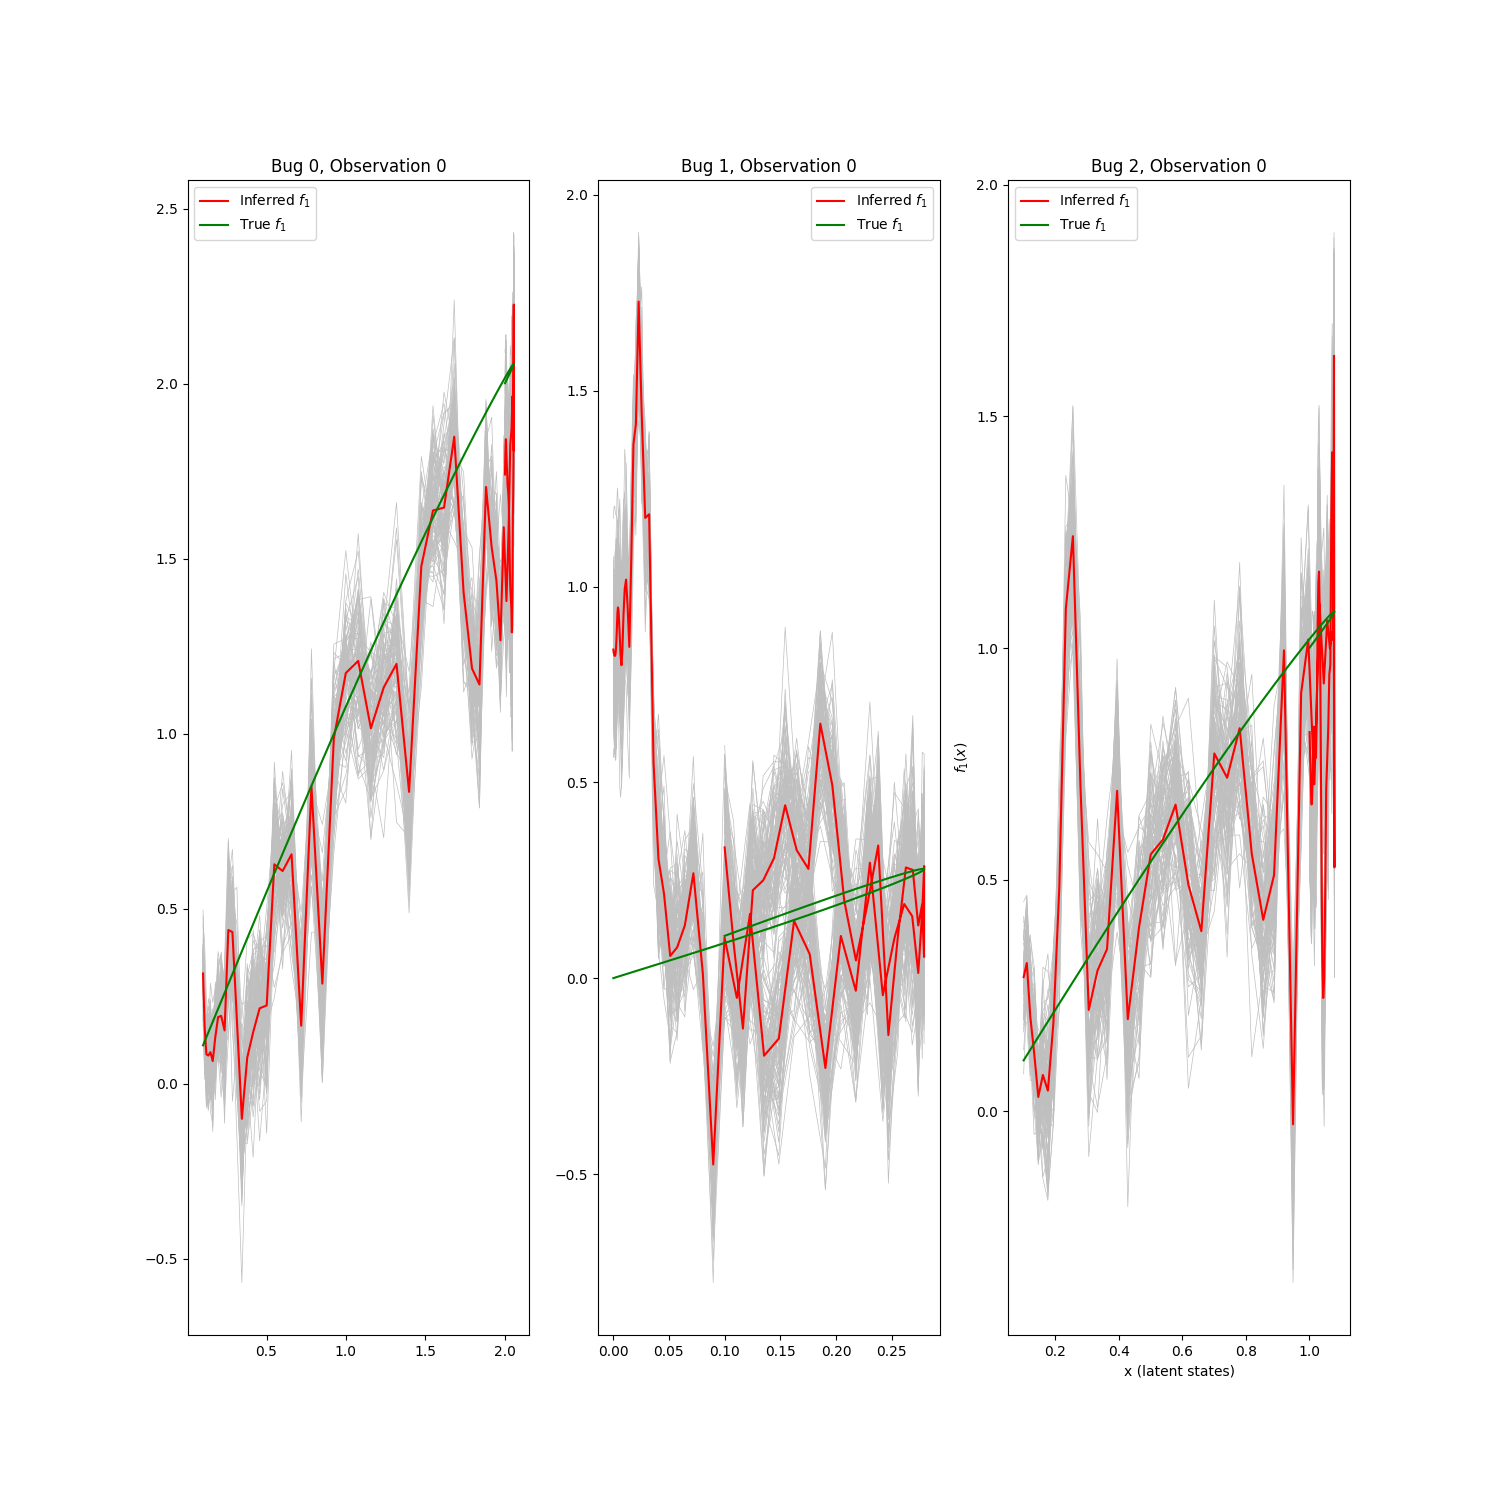 Bug 0, Observation 0
Inferred f₁
True f₁
2.5
2.0
1.5
1.0
0.5
0.0
−0.5
0.5 1.0 1.5 2.0
Bug 1, Observation 0
Inferred f₁
True f₁
2.0
1.5
1.0
0.5
0.0
−0.5
0.00 0.05 0.10 0.15 0.20 0.25
Bug 2, Observation 0
Inferred f₁
True f₁
f₁(x)
2.0
1.5
1.0
0.5
0.0
0.2 0.4 0.6 0.8 1.0
x (latent states)